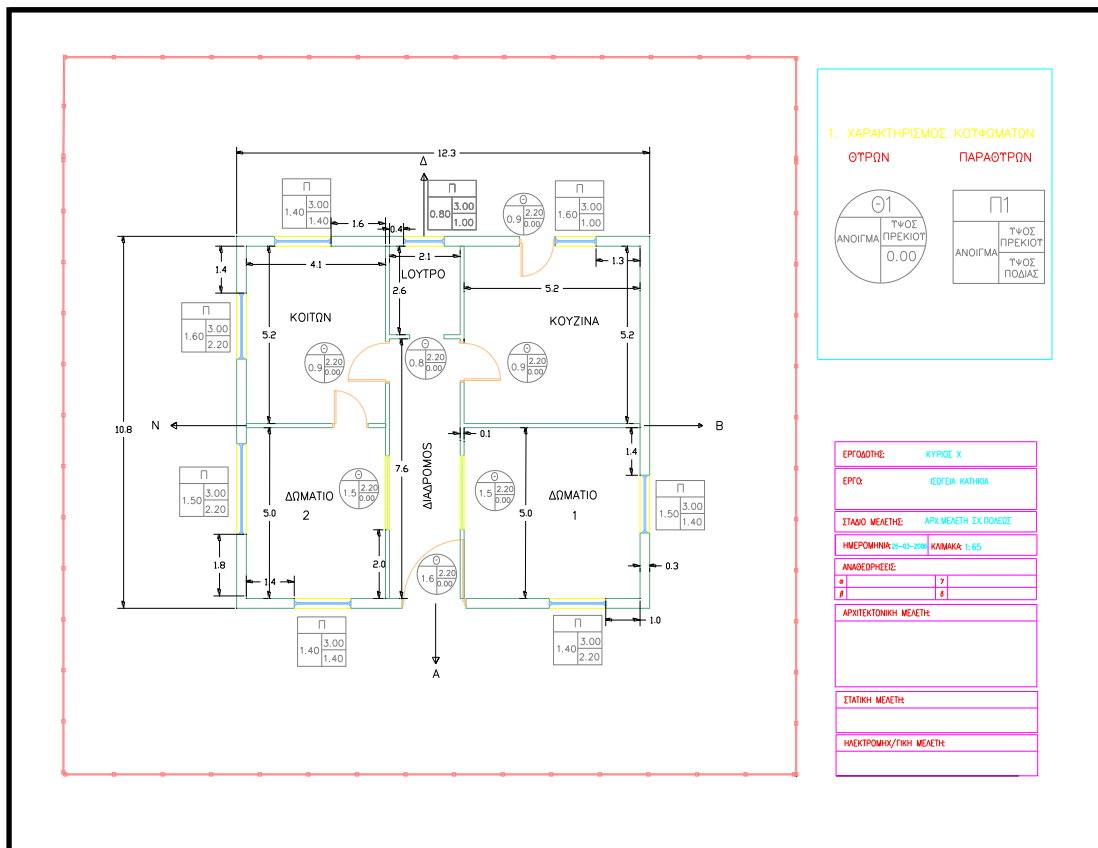 12.3
Δ
Π
1.40 3.00
1.40
1.6
0.4
Π
0.80 3.00
1.00
Θ
0.9 2.20
0.00
Π
1.60 3.00
1.00
1.4
4.1
2.1
1.3
ΛΟΥΤΡΟ
2.6
5.2
Π
1.60 3.00
2.20
ΚΟΙΤΩΝ
ΚΟΥΖΙΝΑ
5.2
5.2
Θ
0.9 2.20
0.00
Θ
0.8 2.20
0.00
Θ
0.9 2.20
0.00
10.8
N
B
0.1
1.4
7.6
ΔΙΑΔΡΟΜΟS
Π
1.50 3.00
2.20
Θ
1.5 2.20
0.00
Θ
1.5 2.20
0.00
Π
1.50 3.00
1.40
ΔΩΜΑΤΙΟ
2
ΔΩΜΑΤΙΟ
1
5.0
5.0
1.8
1.4
2.0
0.3
Θ
1.6 2.20
0.00
1.0
Π
1.40 3.00
1.40
Π
1.40 3.00
2.20
A
1. ΧΑΡΑΚΤΗΡΙΣΜΟΣ ΚΟΥΦΩΜΑΤΩΝ
ΘΥΡΩΝ ΠΑΡΑΘΥΡΩΝ
Θ1
ΑΝΟΙΓΜΑ
ΥΨΟΣ
ΠΡΕΚΙΟΥ
0.00
Π1
ΑΝΟΙΓΜΑ
ΥΨΟΣ
ΠΡΕΚΙΟΥ
ΥΨΟΣ
ΠΟΔΙΑΣ
ΕΡΓΟΔΟΤΗΣ: ΚΥΡΙΟΣ Χ
ΕΡΓΟ: ΙΣΟΓΕΙΑ ΚΑΤΗΚΙΑ
ΣΤΑΔΙΟ ΜΕΛΕΤΗΣ: ΑΡΧ.ΜΕΛΕΤΗ ΣΧ.ΠΟΛΕΟΣ
ΗΜΕΡΟΜΗΝΙΑ: 25-03-2006 ΚΛΙΜΑΚΑ: 1:65
ΑΝΑΘΕΩΡΗΣΕΙΣ:
α γ
β δ
ΑΡΧΙΤΕΚΤΟΝΙΚΗ ΜΕΛΕΤΗ:
ΣΤΑΤΙΚΗ ΜΕΛΕΤΗ:
ΗΛΕΚΤΡΟΜΗΧ/ΓΙΚΗ ΜΕΛΕΤΗ: